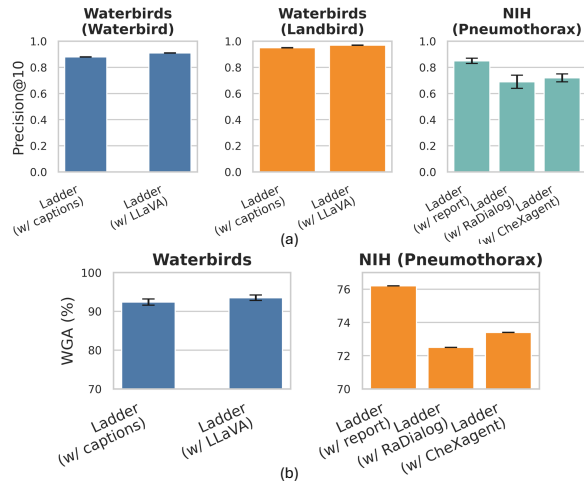 Waterbirds
(Waterbird)
Waterbirds
(Landbird)
NIH
(Pneumothorax)
Precision@10
1.0
0.8
0.6
0.4
0.2
0.0
1.0
0.8
0.6
0.4
0.2
0.0
1.0
0.8
0.6
0.4
0.2
0.0
Ladder
(w/ captions)
Ladder
(w/ LLaVA)
Ladder
(w/ captions)
Ladder
(w/ LLaVA)
Ladder
(w/ report)
Ladder
(w/ RaDialog)
Ladder
(w/ CheXagent)
(a)
Waterbirds
NIH (Pneumothorax)
WGA (%)
100
90
80
70
76
74
72
70
Ladder
(w/ captions)
Ladder
(w/ LLaVA)
Ladder
(w/ report)
Ladder
(w/ RaDialog)
Ladder
(w/ CheXagent)
(b)